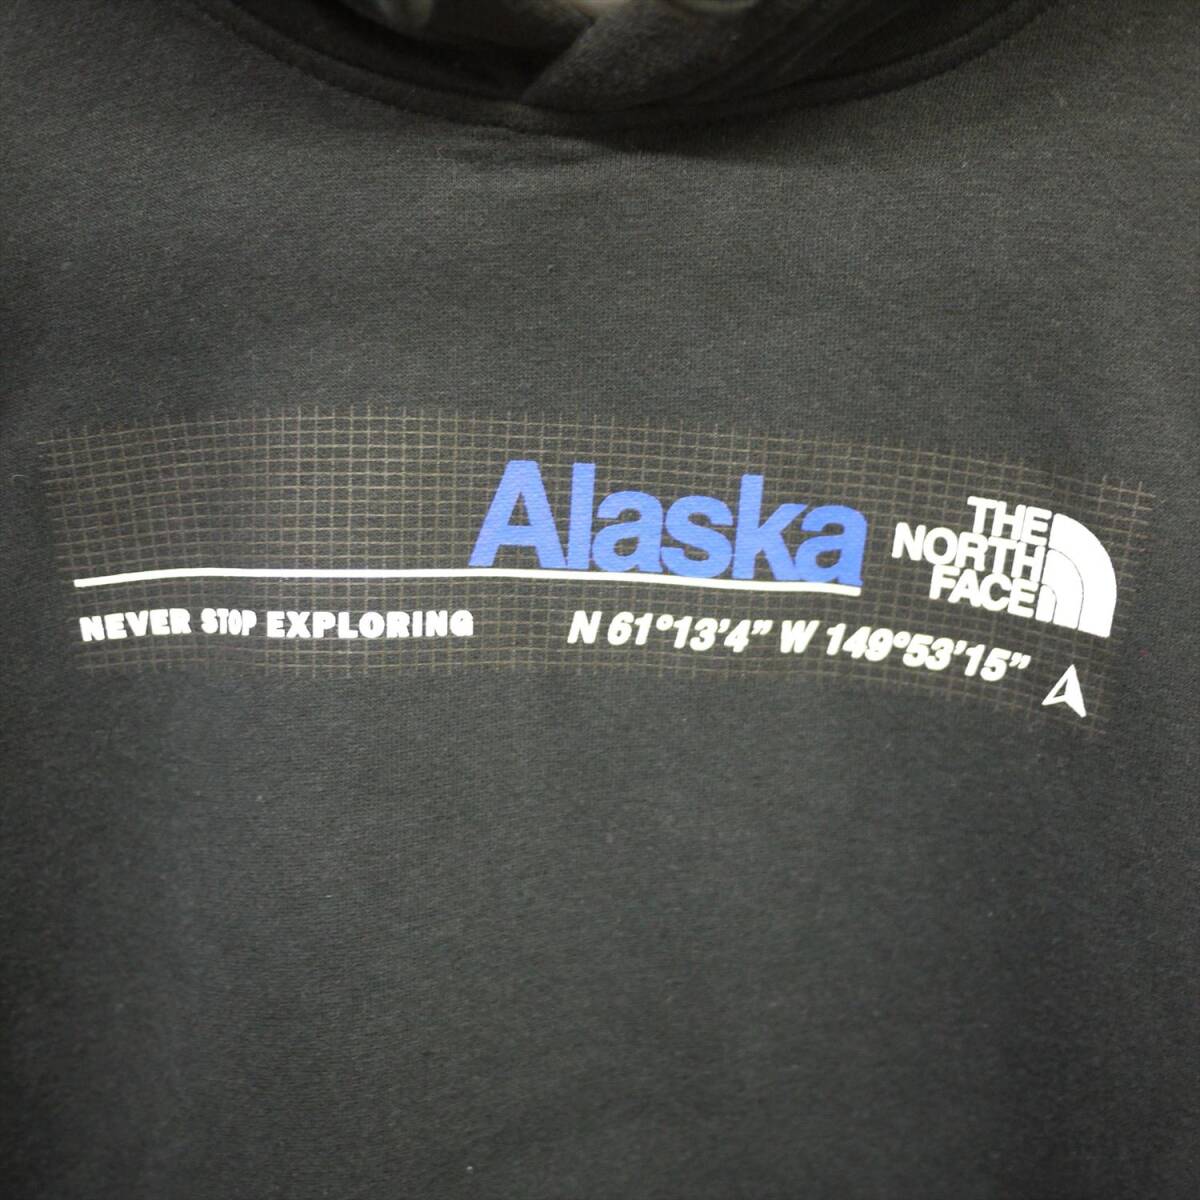 Alaska
THE
NORTH
FACE
NEVER STOP EXPLORING
N 61°13'4” W 149°53'15”